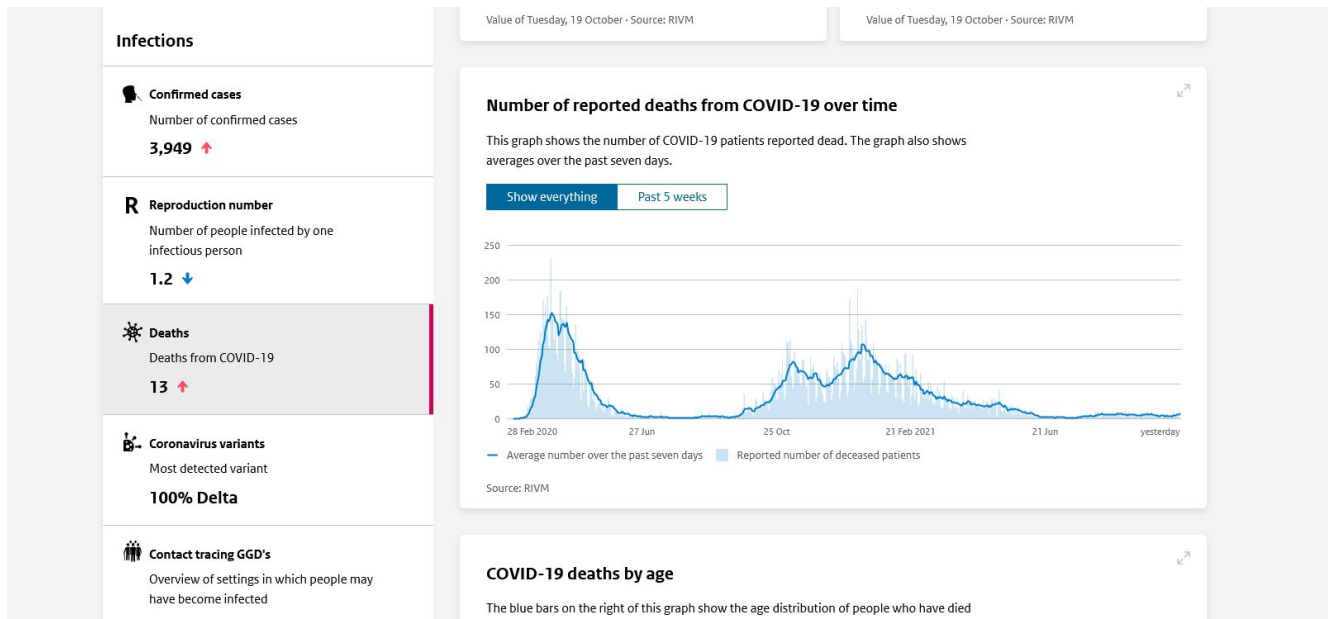 Infections
Confirmed cases
Number of confirmed cases
3,949
R Reproduction number
Number of people infected by one
infectious person
1.2
Deaths
Deaths from COVID-19
13
Coronavirus variants
Most detected variant
100% Delta
Contact tracing GGD's
Overview of settings in which people may
have become infected
Value of Tuesday, 19 October · Source: RIVM
Value of Tuesday, 19 October · Source: RIVM
Number of reported deaths from COVID-19 over time
This graph shows the number of COVID-19 patients reported dead. The graph also shows
averages over the past seven days.
Show everything Past 5 weeks
250
200
150
100
50
0
28 Feb 2020 27 Jun 25 Oct 21 Feb 2021 21 Jun yesterday
Average number over the past seven days Reported number of deceased patients
Source: RIVM
COVID-19 deaths by age
The blue bars on the right of this graph show the age distribution of people who have died